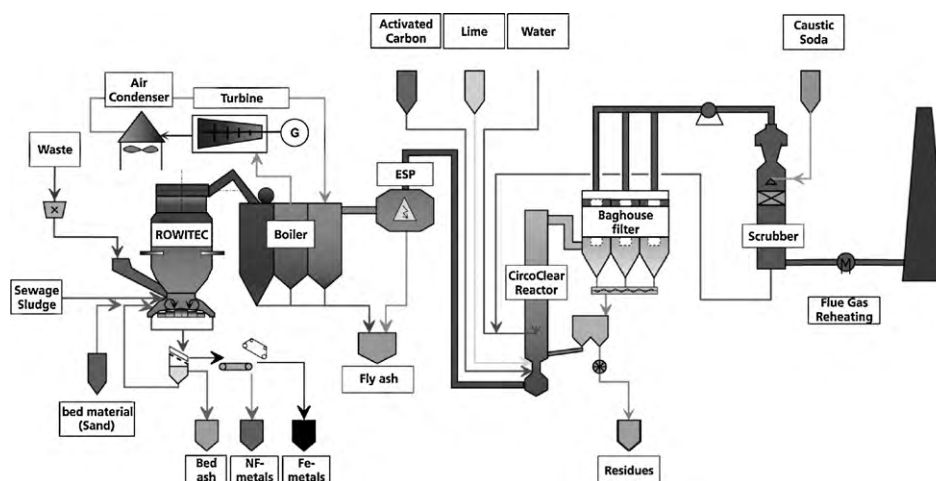 Activated
Carbon
Lime
Water
Caustic
Soda
Air
Condenser
Turbine
G
Waste
ESP
ROWITEC
Boiler
Baghouse
filter
Scrubber
CircoClear
Reactor
Sewage
Sludge
M
Flue Gas
Reheating
Fly ash
bed material
(Sand)
Bed
ash
NF-
metals
Fe-
metals
Residues